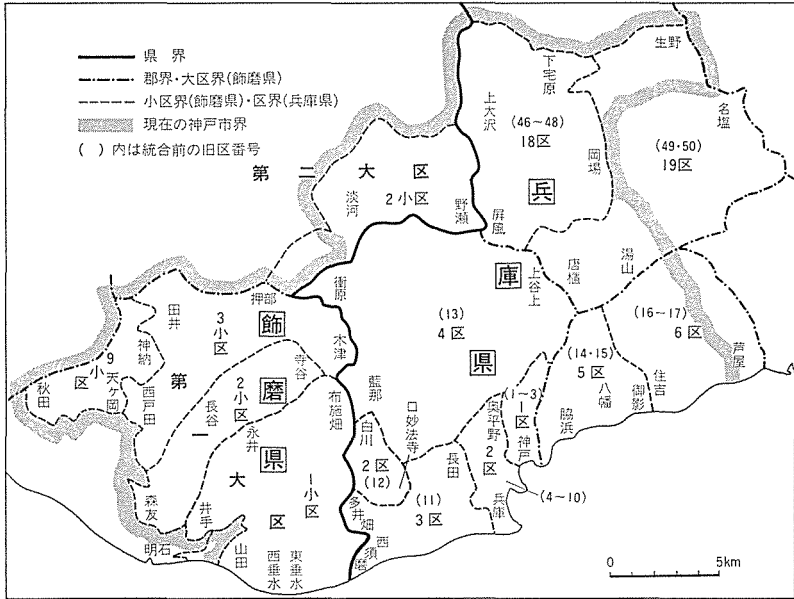 県界
郡界・大区界(飾磨県)
小区界(飾磨県)・区界(兵庫県)
現在の神戸市界
( )内は統合前の旧区番号
第二大区
2小区
淡河
野瀬
生野
下宅原
上大沢
(46〜48)
18区
岡場
名塩
(49・50)
19区
兵庫県
屏風
上谷上
唐櫃
湯山
衝原
押部
(13)
4区
(16〜17)
6区
芦屋
(14・15)
5区
八幡
住吉
御影
脇浜
(1〜3)
1区
神戸
奥平野
2区
兵庫
(4〜10)
飾磨県
第一大区
田井
3小区
神納
9小区
秋田
天ヶ岡
西戸田
2小区
長谷
寺谷
木津
布施畑
藍那
白川
2区
(12)
口妙法寺
長田
(11)
3区
永井
1小区
多井畑
西須磨
森友
井手
明石
山田
西垂水
東垂水
0 5km